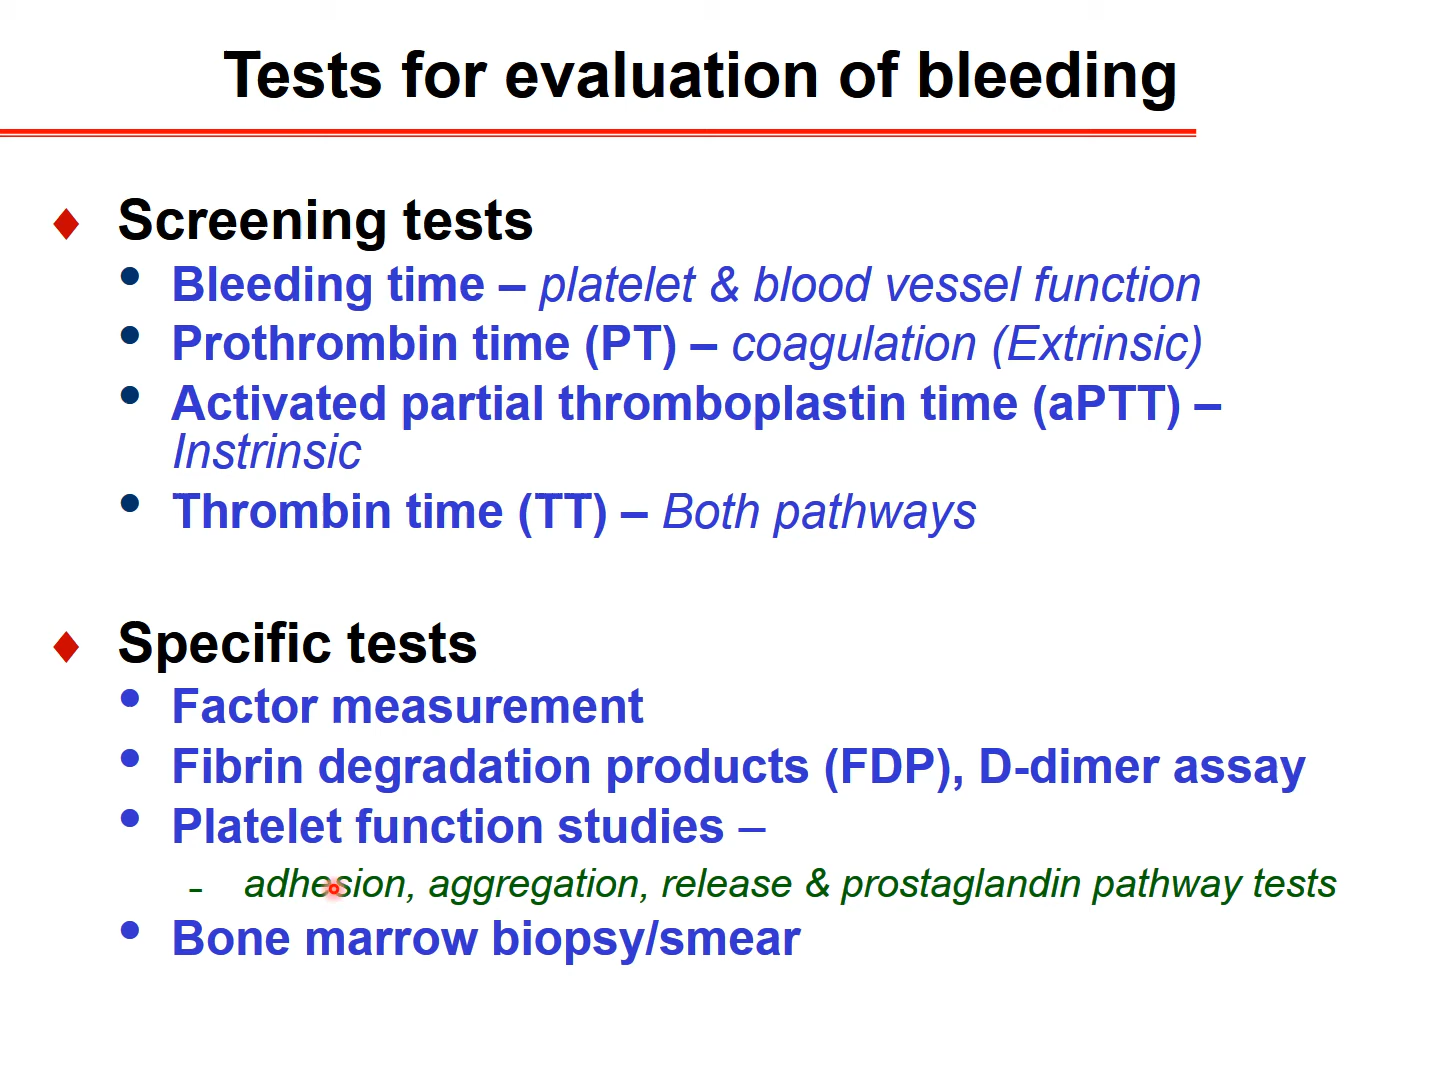 Tests for evaluation of bleeding
Screening tests
Bleeding time – platelet & blood vessel function
Prothrombin time (PT) – coagulation (Extrinsic)
Activated partial thromboplastin time (aPTT) –
Instrinsic
Thrombin time (TT) – Both pathways
Specific tests
Factor measurement
Fibrin degradation products (FDP), D-dimer assay
Platelet function studies –
- adhesion, aggregation, release & prostaglandin pathway tests
Bone marrow biopsy/smear